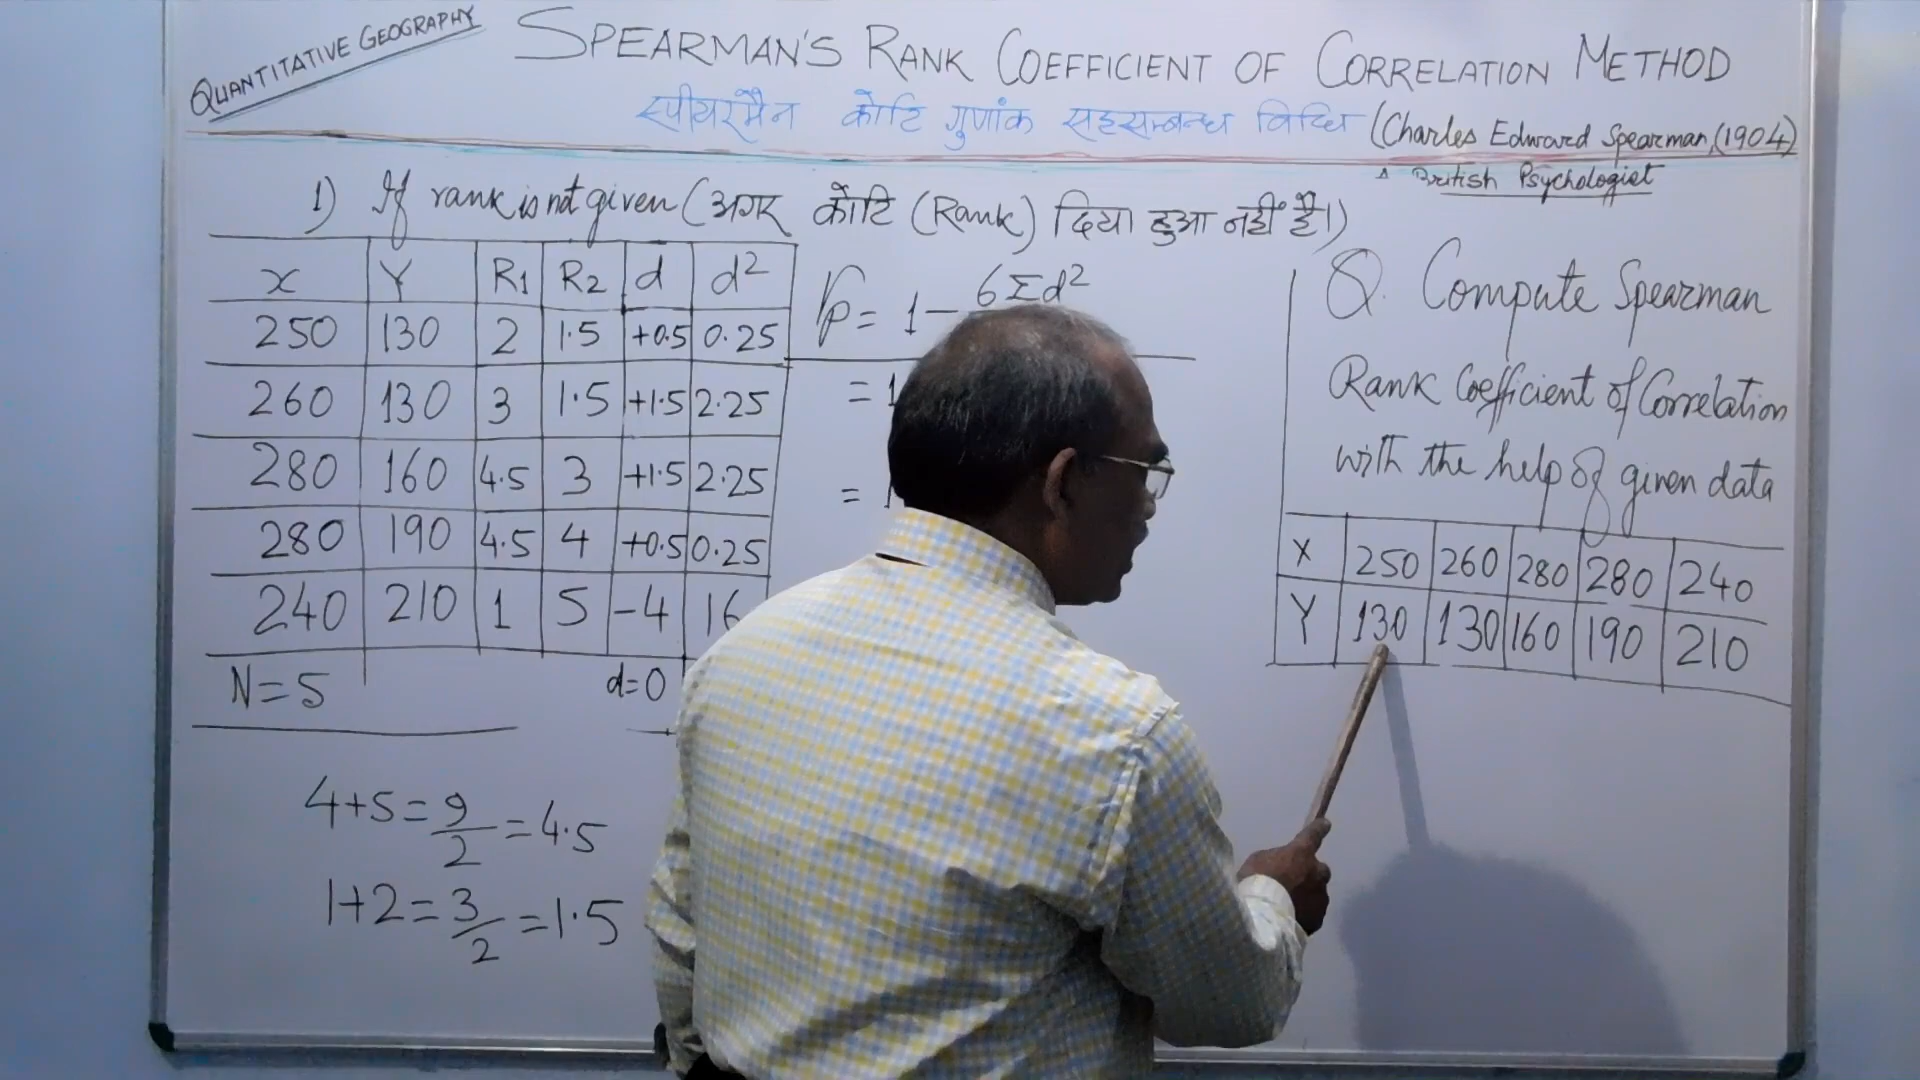 QUANTITATIVE GEOGRAPHY
SPEARMAN'S RANK COEFFICIENT OF CORRELATION METHOD
स्पीयरमैन कोटि गुणांक सहसम्बन्ध विधि (Charles Edward Spearman, (1904)
A British Psychologist
1) If rank is not given (अगर कोटि (Rank) दिया हुआ नहीं है।)
x Y R1 R2 d d²
250 130 2 1.5 +0.5 0.25
260 130 3 1.5 +1.5 2.25
280 160 4.5 3 +1.5 2.25
280 190 4.5 4 +0.5 0.25
240 210 1 5 -4 16
N=5 d=0
4+5=9/2=4.5
1+2=3/2=1.5
= 1-6Σd²
= 1
=
Q. Compute Spearman
Rank Coefficient of Correlation
with the help of given data
X 250 260 280 280 240
Y 130 130 160 190 210